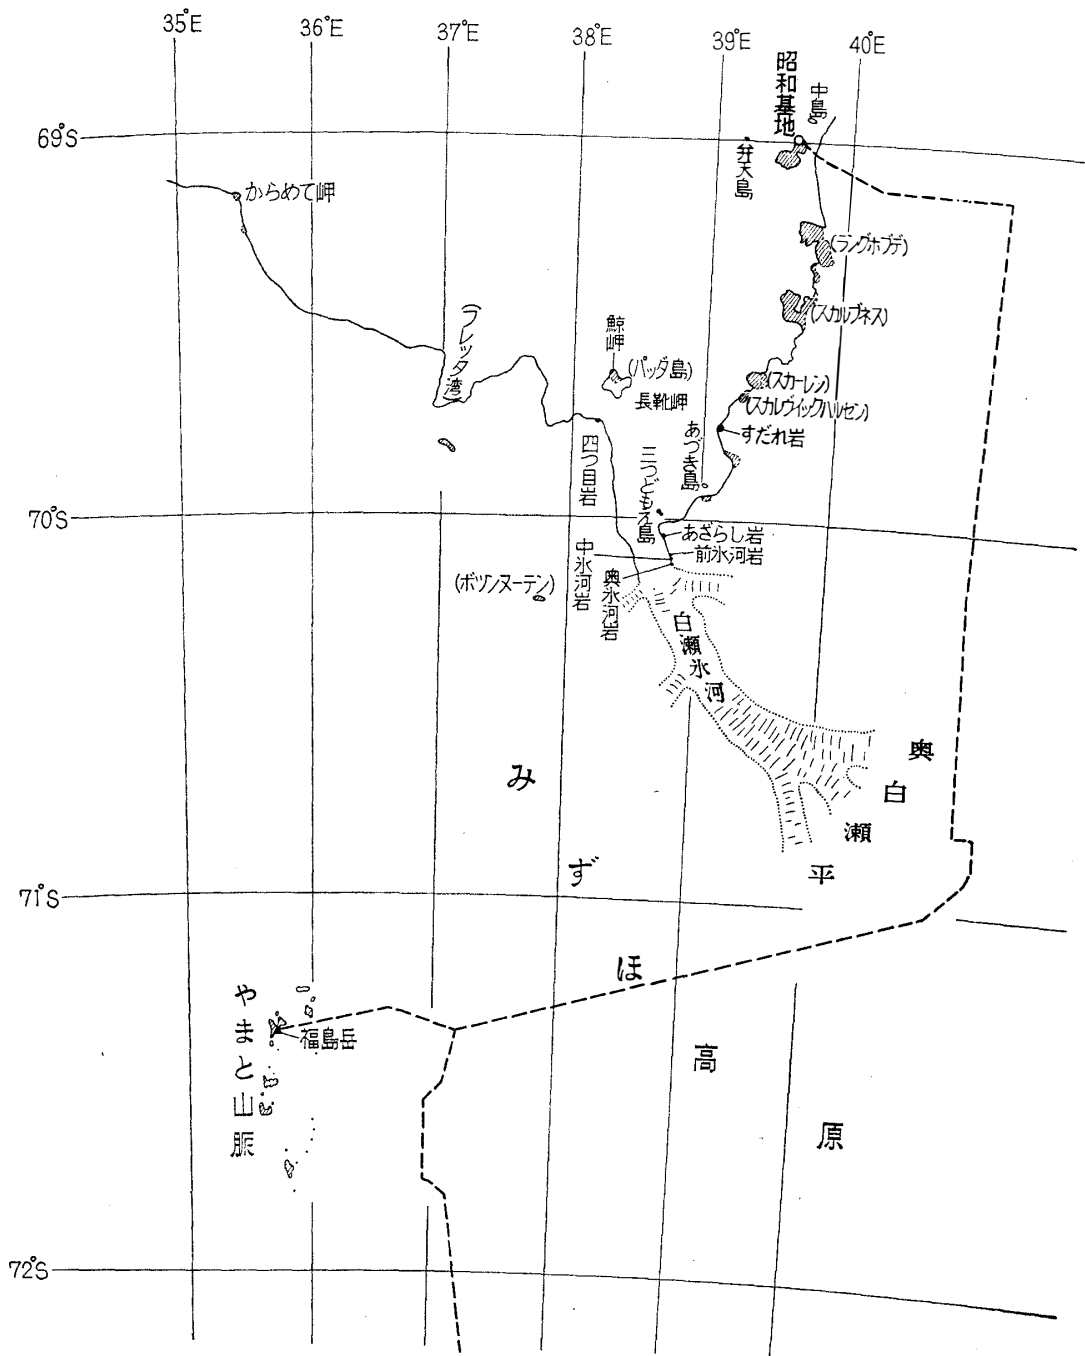 35°E
36°E
37°E
38°E
39°E
40°E
昭和基地
中島
69°S
弁天島
からめて岬
(ラングホブデ)
(スカルブネス)
(プレッタ湾)
鯨岬
(パッダ島)
長靴岬
(スカーレン)
(スカルヴィックハルセン)
すだれ岩
四つ目岩
三つどもえ島
あづき島
70°S
あざらし岩
前氷河岩
中氷河岩
奥氷河岩
(ボツンヌーテン)
白瀬氷河
奥白瀬平
みずほ高原
71°S
やまと山脈
福島岳
72°S